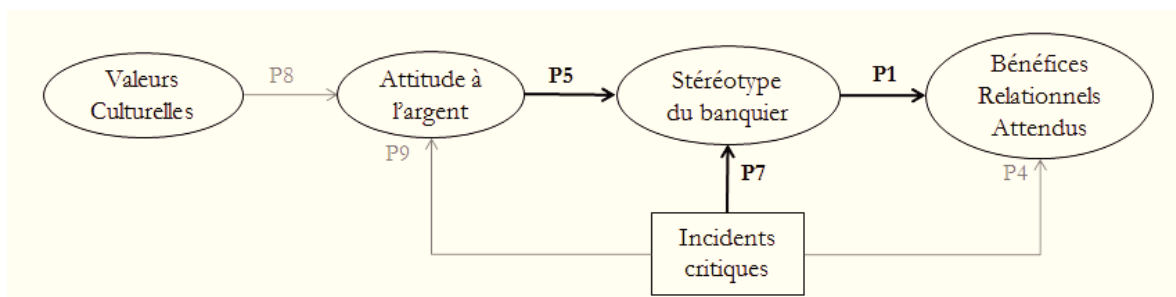 Valeurs
Culturelles
P8
Attitude à
l'argent
P5
Stéréotype
du banquier
P1
Bénéfices
Relationnels
Attendus
P9
P7
P4
Incidents
critiques